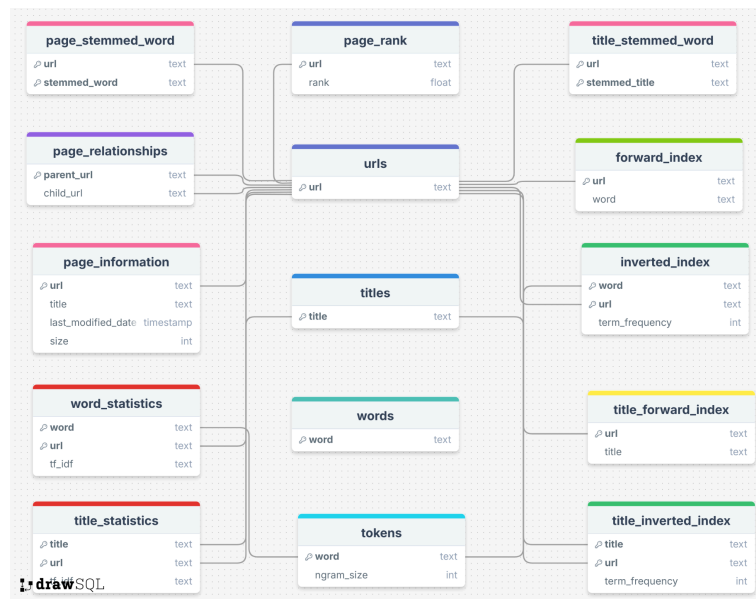 page_stemmed_word
url text
stemmed_word text
page_rank
url text
rank float
title_stemmed_word
url text
stemmed_title text
page_relationships
parent_url text
child_url text
urls
url text
forward_index
url text
word text
page_information
url text
title text
last_modified_date timestamp
size int
titles
title text
inverted_index
word text
url text
term_frequency int
word_statistics
word text
url text
tf_idf text
words
word text
title_forward_index
url text
title text
title_statistics
title text
url text
tf_idf text
tokens
word text
ngram_size int
title_inverted_index
title text
url text
term_frequency int
drawSQL